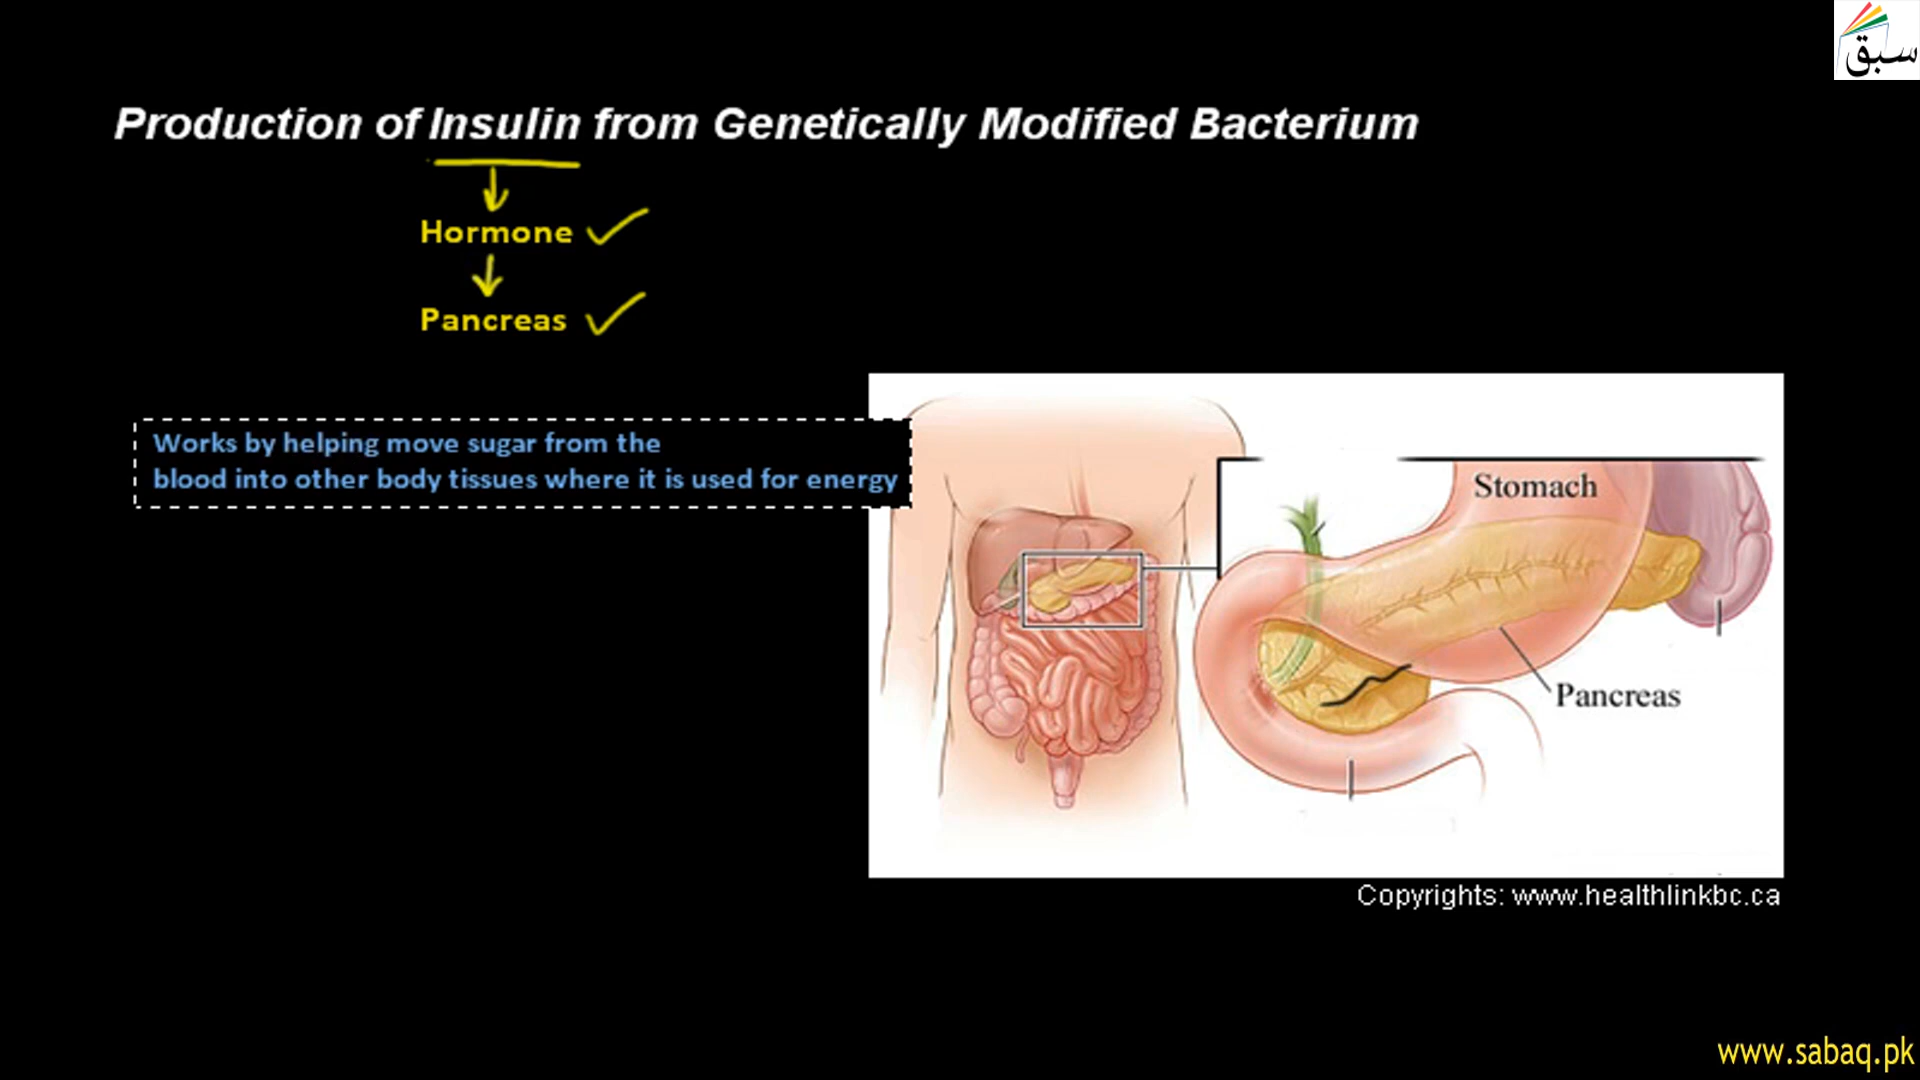 سبق
Production of Insulin from Genetically Modified Bacterium
Hormone
Pancreas
Works by helping move sugar from the
blood into other body tissues where it is used for energy
Stomach
Pancreas
Copyrights: www.healthlinkbc.ca
www.sabaq.pk